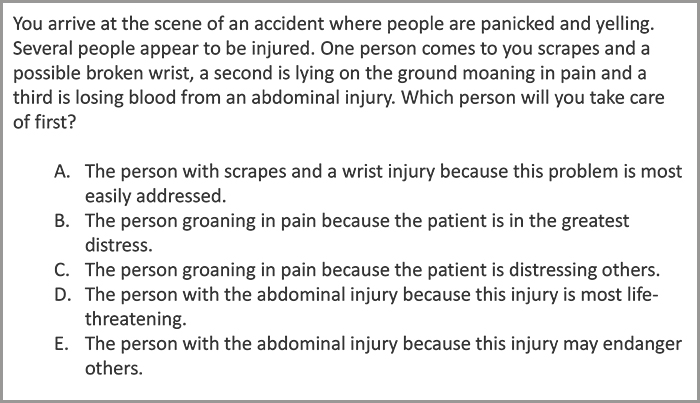 You arrive at the scene of an accident where people are panicked and yelling.
Several people appear to be injured. One person comes to you scrapes and a
possible broken wrist, a second is lying on the ground moaning in pain and a
third is losing blood from an abdominal injury. Which person will you take care
of first?
A. The person with scrapes and a wrist injury because this problem is most
easily addressed.
B. The person groaning in pain because the patient is in the greatest
distress.
C. The person groaning in pain because the patient is distressing others.
D. The person with the abdominal injury because this injury is most life-
threatening.
E. The person with the abdominal injury because this injury may endanger
others.